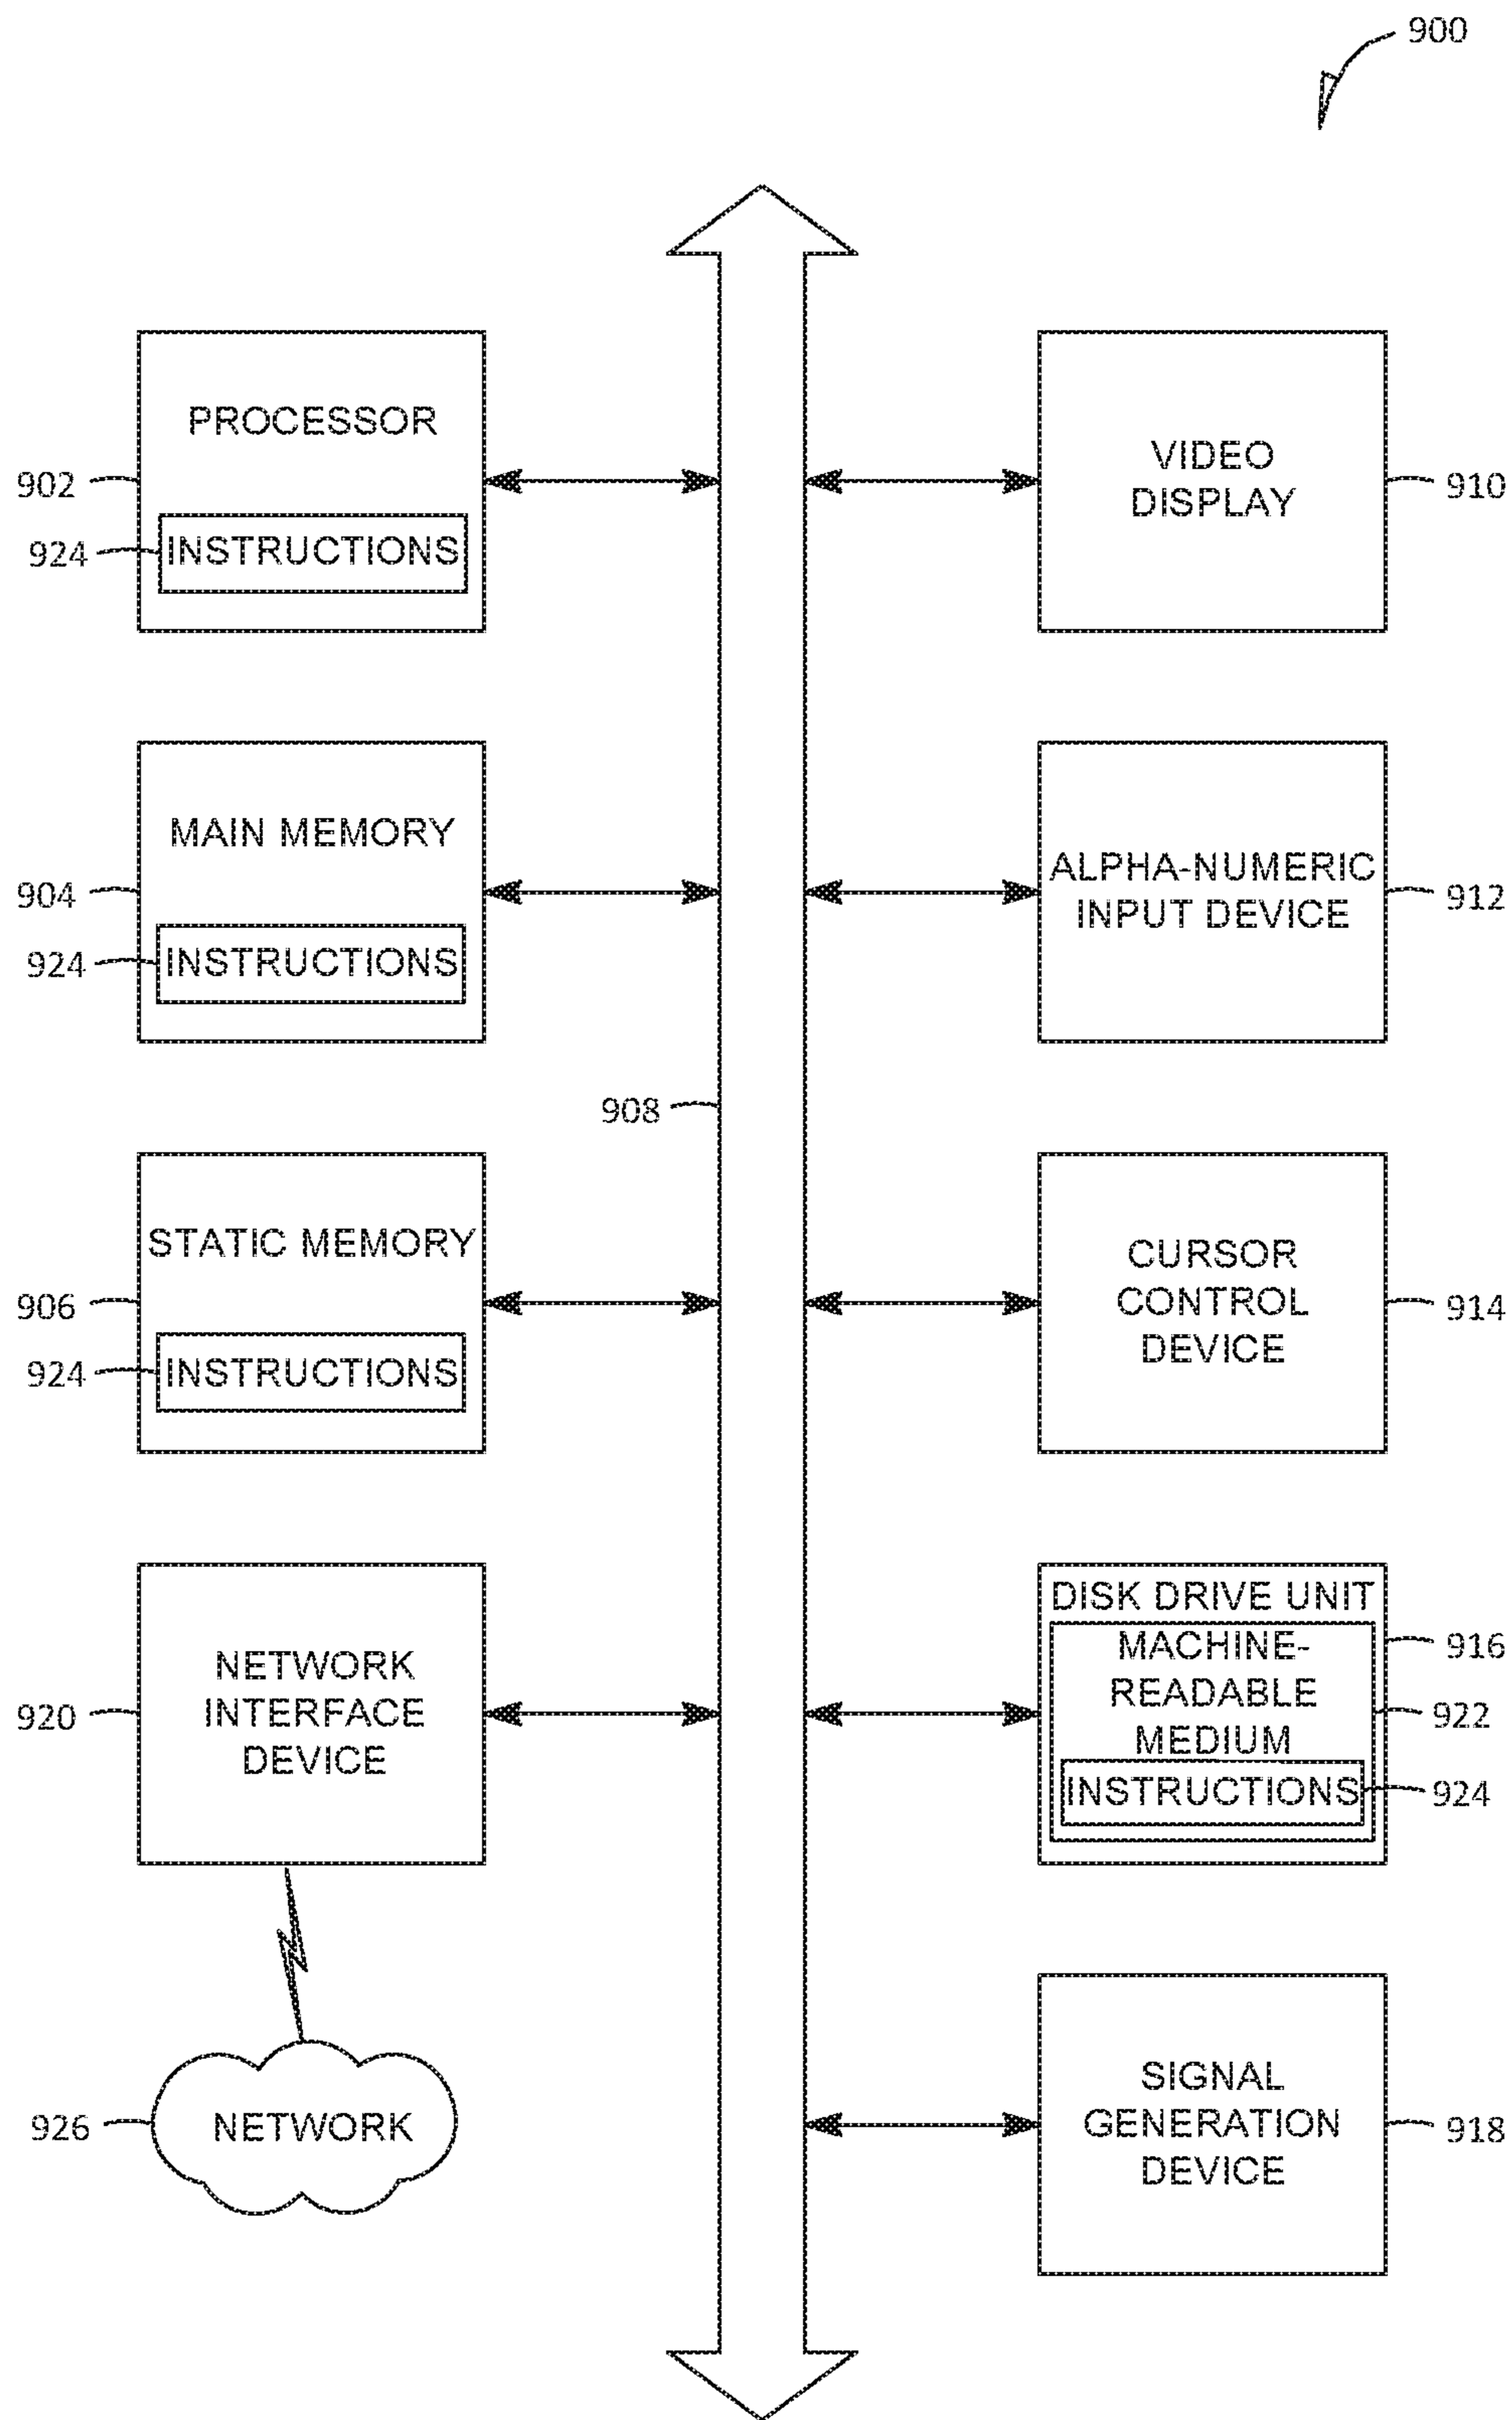 900
PROCESSOR
902
924
INSTRUCTIONS
VIDEO
DISPLAY
910
MAIN MEMORY
904
924
INSTRUCTIONS
ALPHA-NUMERIC
INPUT DEVICE
912
908
STATIC MEMORY
906
924
INSTRUCTIONS
CURSOR
CONTROL
DEVICE
914
NETWORK
INTERFACE
DEVICE
920
DISK DRIVE UNIT
MACHINE-
READABLE
MEDIUM
INSTRUCTIONS
916
922
924
NETWORK
926
SIGNAL
GENERATION
DEVICE
918